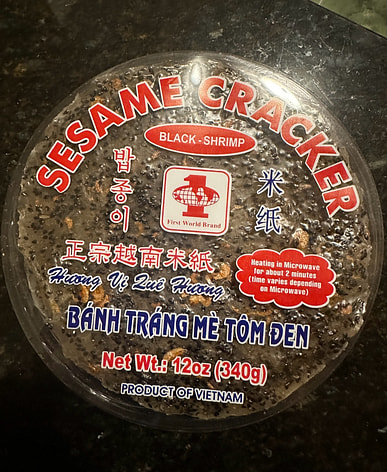 SESAME CRACKER
BLACK - SHRIMP
밥종이
1
First World Brand
米纸
正宗越南米紙
Hương Vị Quê Hương
Heating in Microwave
for about 2 minutes
(time varies depending
on Microwave)
BÁNH TRÁNG MÈ TÔM ĐEN
Net Wt.: 12oz (340g)
PRODUCT OF VIETNAM